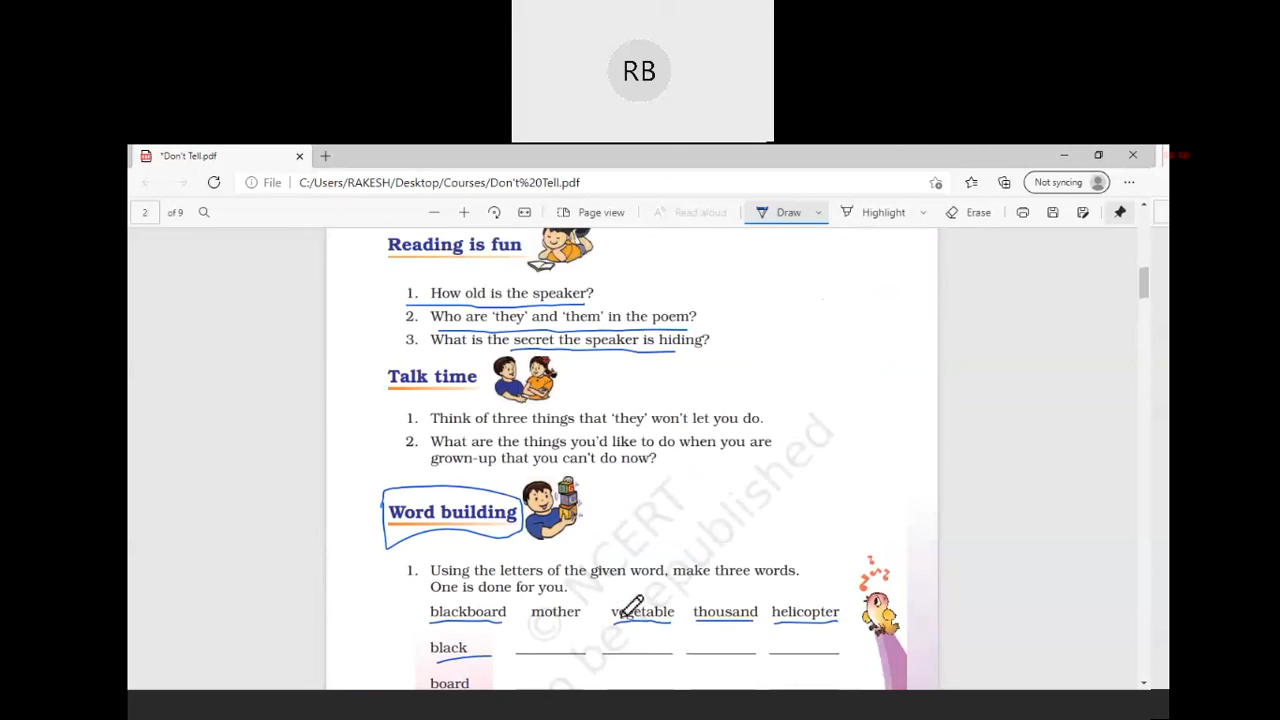 RB
*Don't Tell.pdf
File C:/Users/RAKESH/Desktop/Courses/Don't%20Tell.pdf Not syncing
2 of 9 Page view Read aloud Draw Highlight Erase
Reading is fun
1. How old is the speaker?
2. Who are ‘they’ and ‘them’ in the poem?
3. What is the secret the speaker is hiding?
Talk time
1. Think of three things that ‘they’ won’t let you do.
2. What are the things you’d like to do when you are
grown-up that you can’t do now?
Word building
1. Using the letters of the given word, make three words.
One is done for you.
blackboard mother vegetable thousand helicopter
black
board
© NCERT
be republished